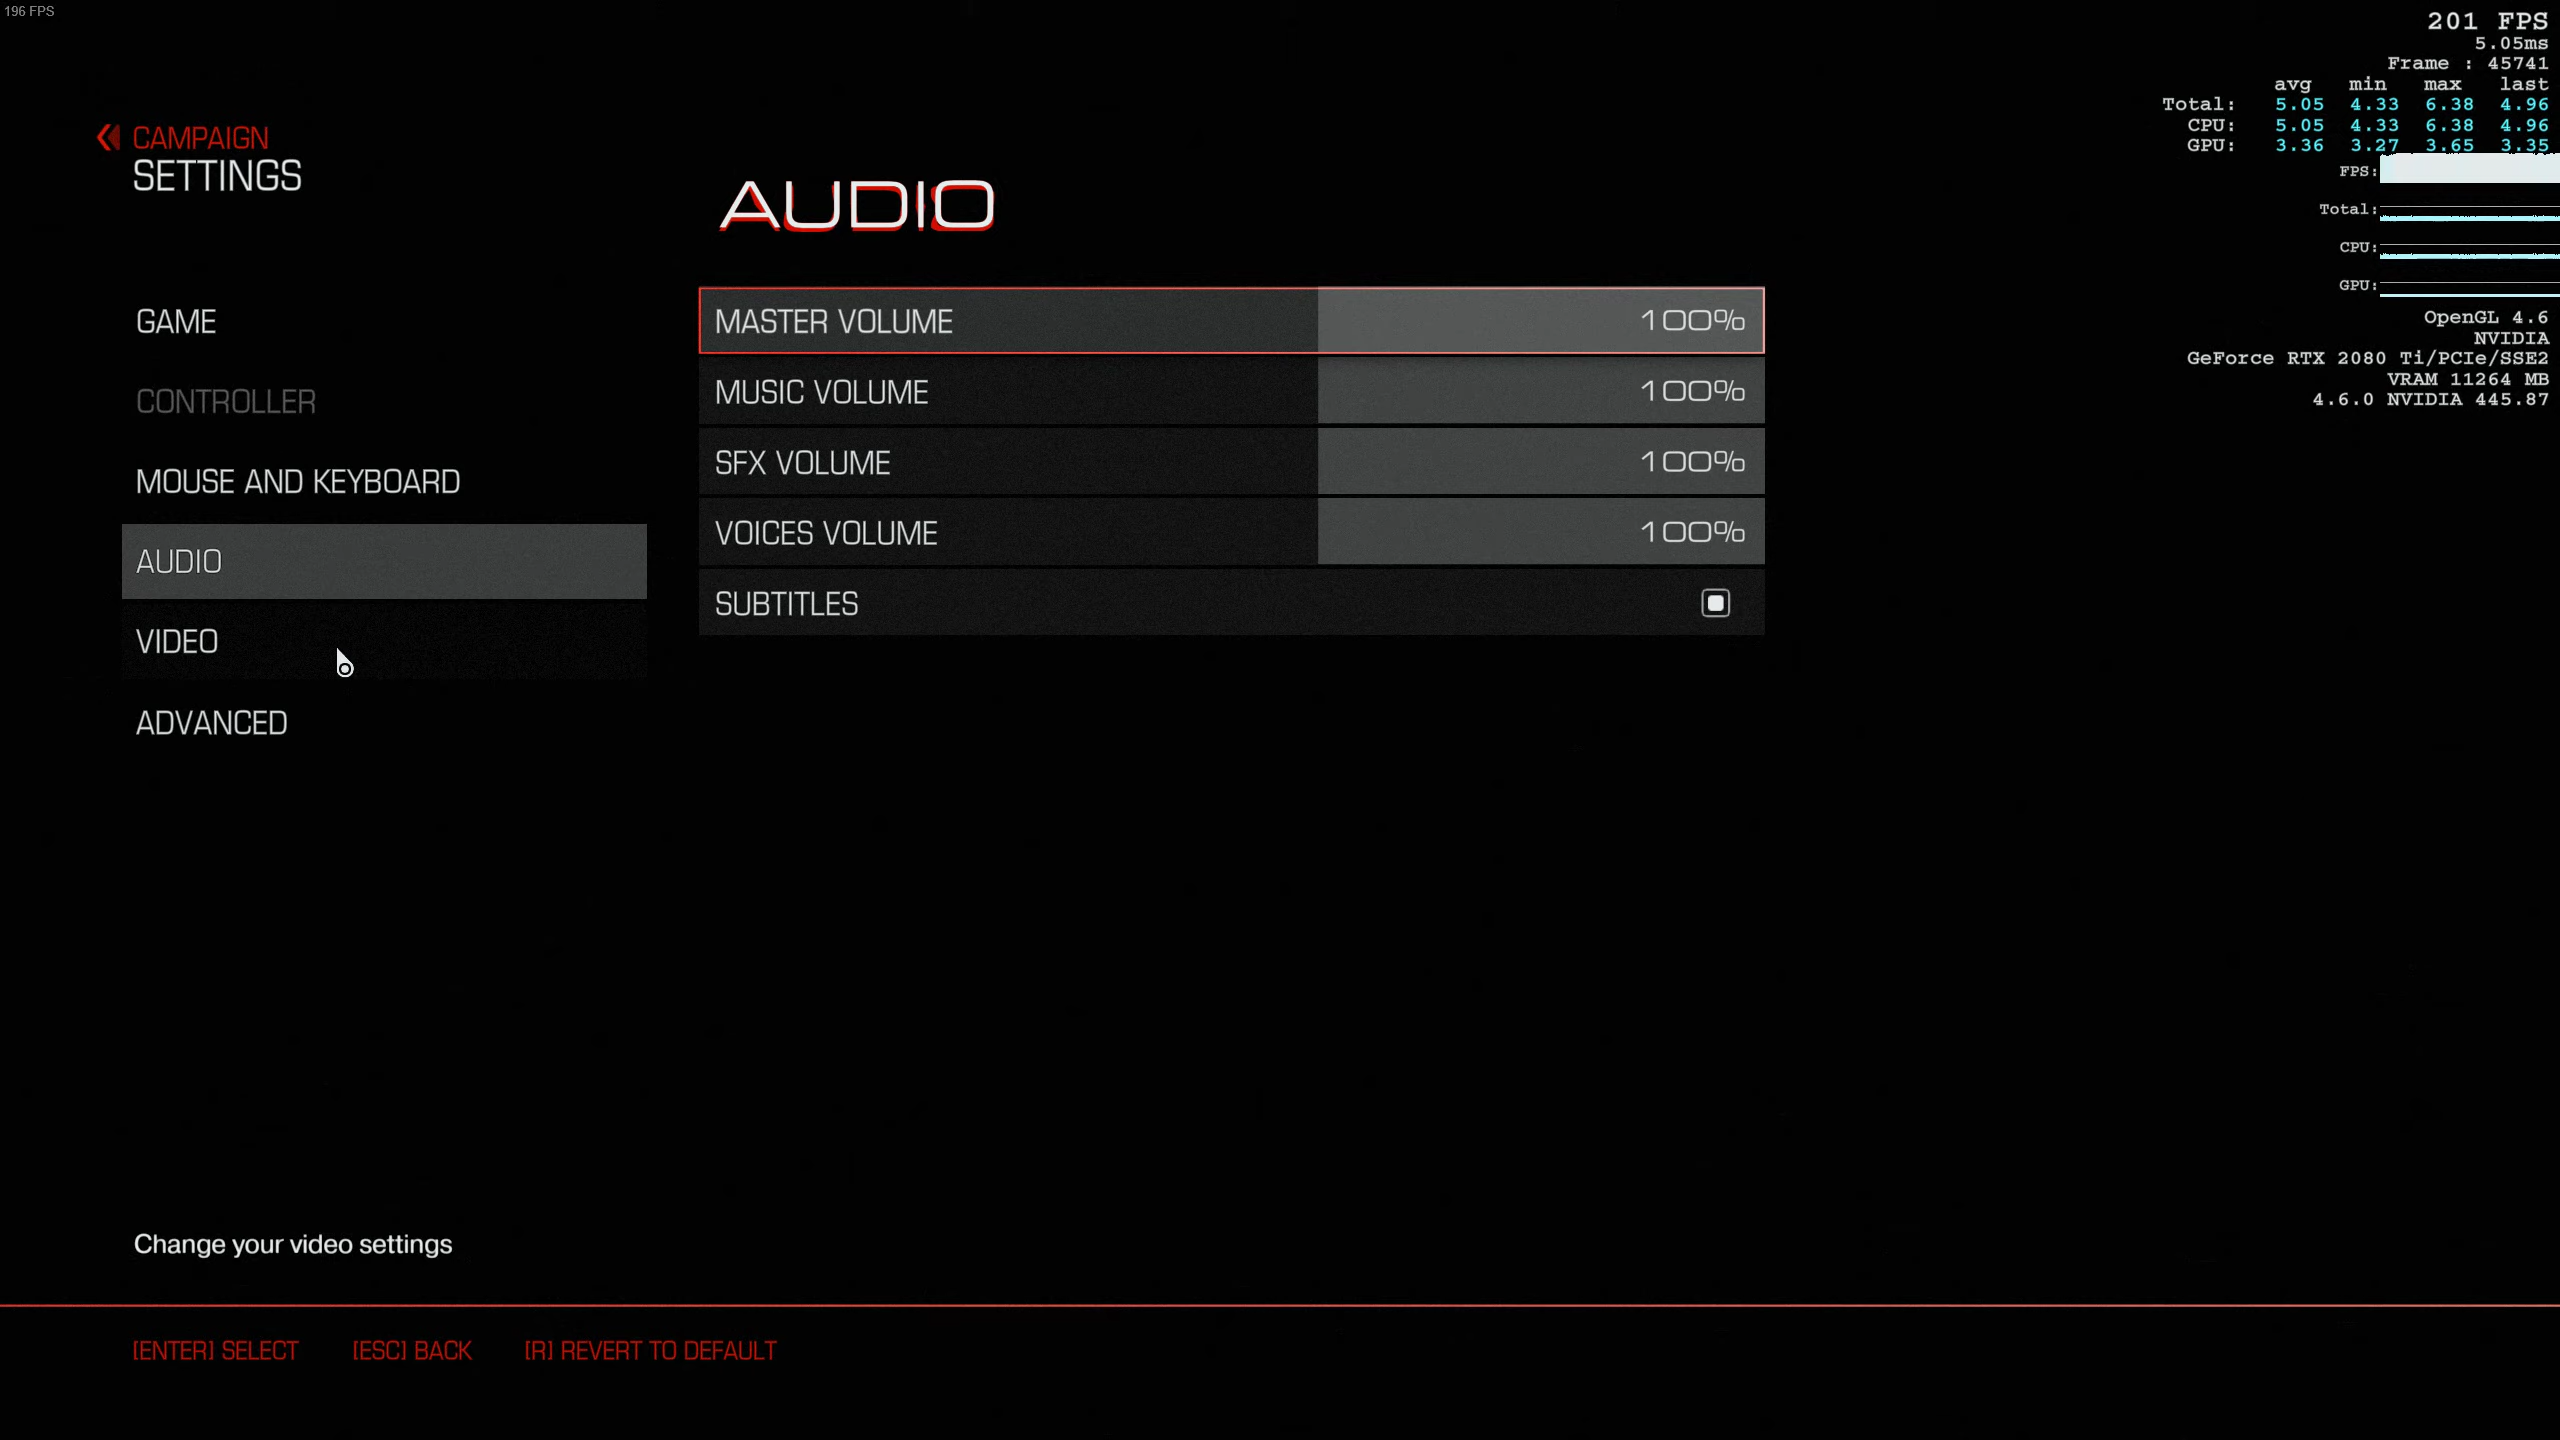 196 FPS
201 FPS
5.05ms
Frame : 45741
avg min max last
Total: 5.05 4.33 6.38 4.96
CPU: 5.05 4.33 6.38 4.96
GPU: 3.36 3.27 3.65 3.35
FPS:
Total:
CPU:
GPU:
OpenGL 4.6
NVIDIA
GeForce RTX 2080 Ti/PCIe/SSE2
VRAM 11264 MB
4.6.0 NVIDIA 445.87
CAMPAIGN
SETTINGS
GAME
CONTROLLER
MOUSE AND KEYBOARD
AUDIO
VIDEO
ADVANCED
AUDIO
MASTER VOLUME 100%
MUSIC VOLUME 100%
SFX VOLUME 100%
VOICES VOLUME 100%
SUBTITLES
Change your video settings
[ENTER] SELECT [ESC] BACK [R] REVERT TO DEFAULT